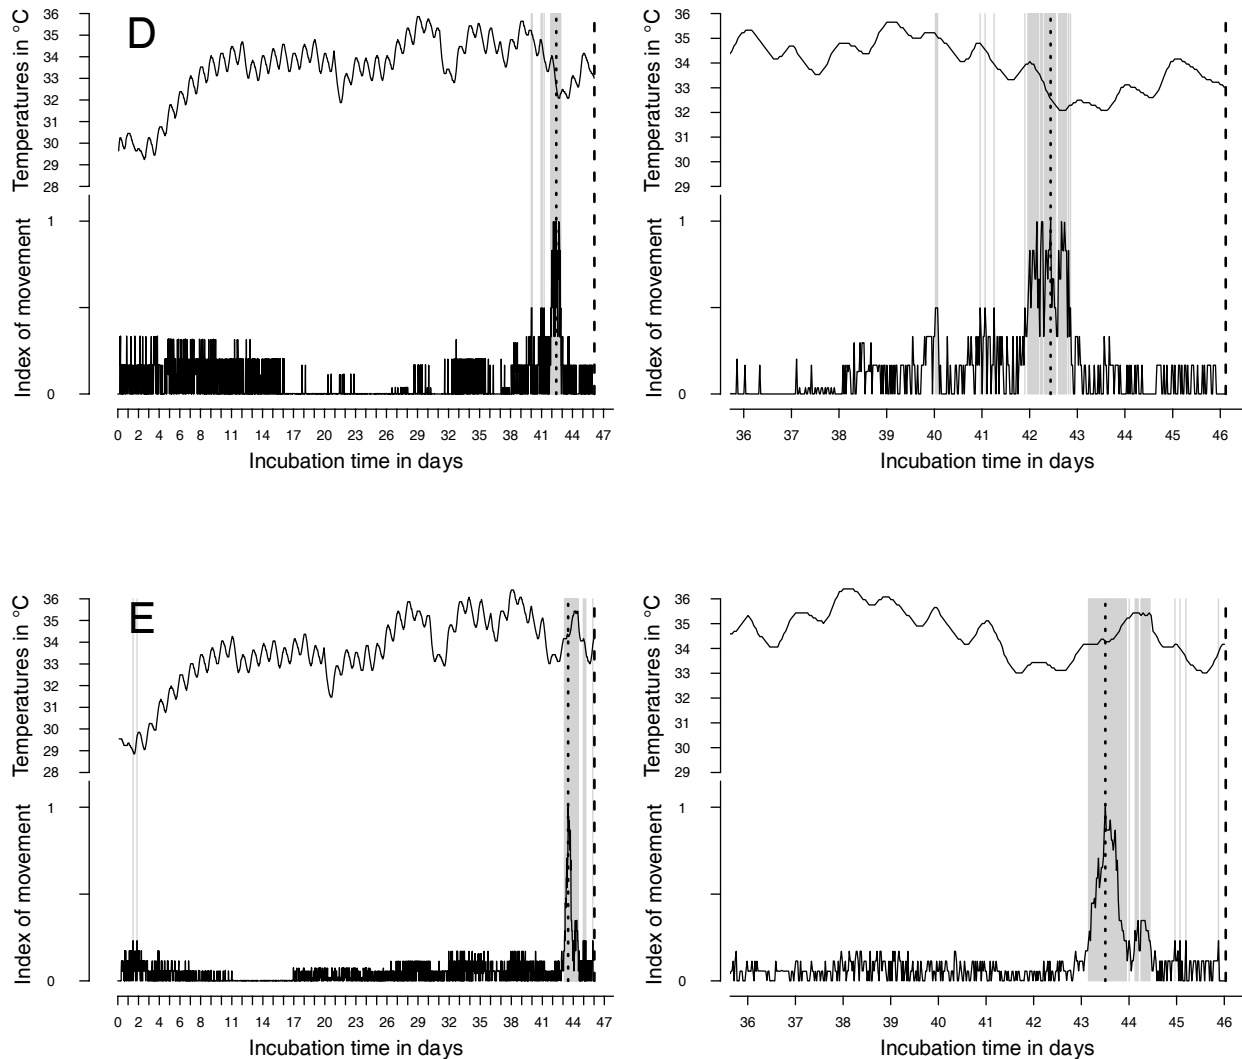 D
Temperatures in °C
36
35
34
33
32
31
30
29
28
Index of movement
1
0
0 2 4 6 8 11 14 17 20 23 26 29 32 35 38 41 44 47
Incubation time in days
Temperatures in °C
36
35
34
33
32
31
30
29
Index of movement
1
0
36 37 38 39 40 41 42 43 44 45 46
Incubation time in days
E
Temperatures in °C
36
35
34
33
32
31
30
29
28
Index of movement
1
0
0 2 4 6 8 11 14 17 20 23 26 29 32 35 38 41 44 47
Incubation time in days
Temperatures in °C
36
35
34
33
32
31
30
29
Index of movement
1
0
36 37 38 39 40 41 42 43 44 45 46
Incubation time in days